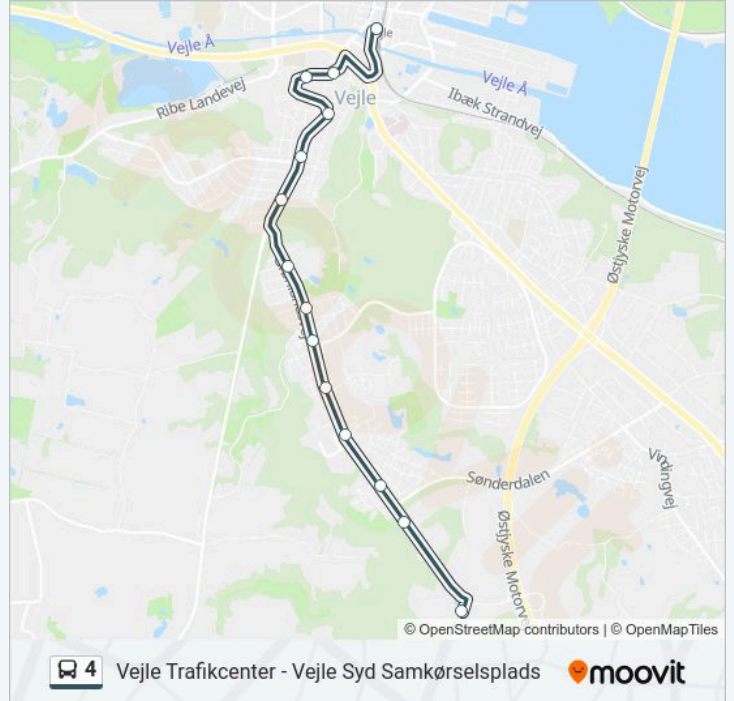 Vejle Å
Vejle Å
Ribe Landevej
Vejle
Ibæk Strandvej
Østjyske Motorvej
Sønderdalen
Vindingvej
Østjyske Motorvej
© OpenStreetMap contributors | © OpenMapTiles
4 Vejle Trafikcenter - Vejle Syd Samkørselsplads moovit